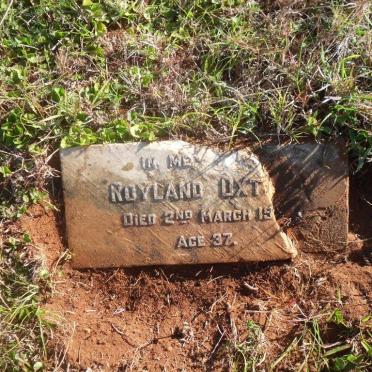 IN ME
ROYLAND OXT
DIED 2ND MARCH 19
AGE 37.